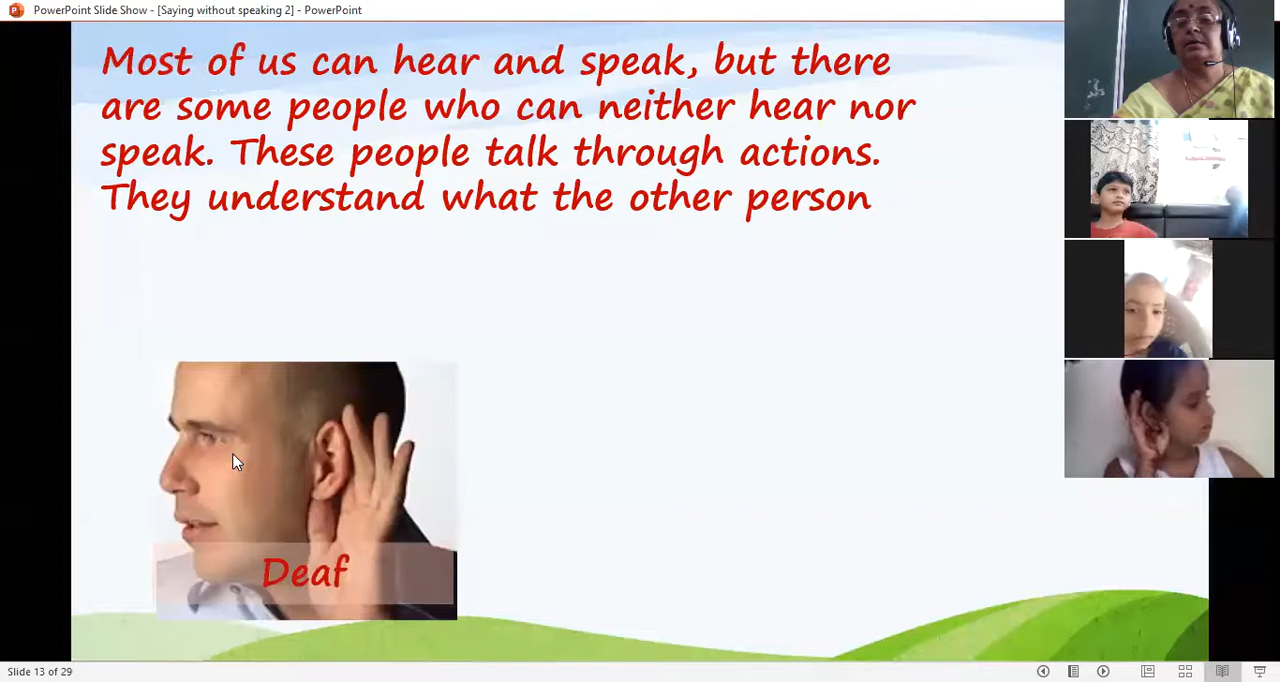 PowerPoint Slide Show - [Saying without speaking 2] - PowerPoint
Most of us can hear and speak, but there
are some people who can neither hear nor
speak. These people talk through actions.
They understand what the other person
Deaf
Slide 13 of 29